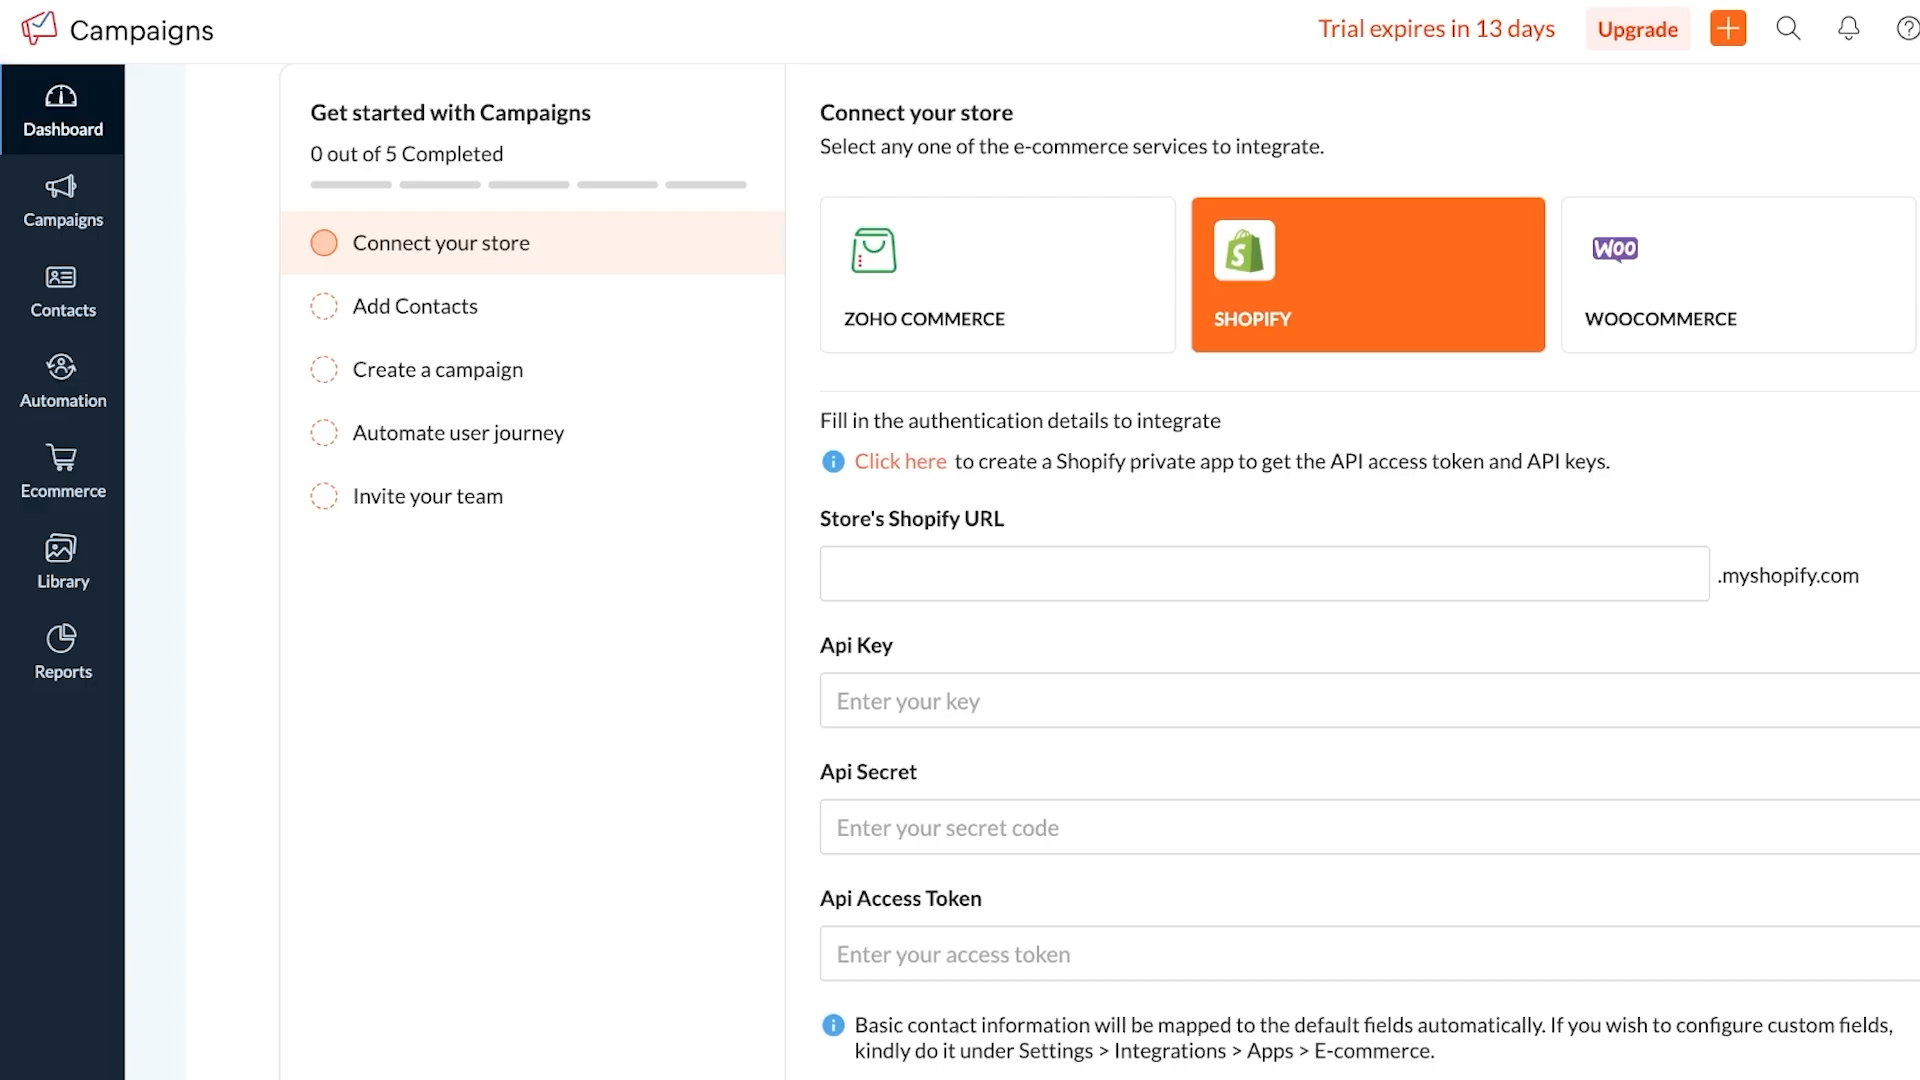 Campaigns
Trial expires in 13 days
Upgrade
Dashboard
Campaigns
Contacts
Automation
Ecommerce
Library
Reports
Get started with Campaigns
0 out of 5 Completed
Connect your store
Add Contacts
Create a campaign
Automate user journey
Invite your team
Connect your store
Select any one of the e-commerce services to integrate.
ZOHO COMMERCE
S
SHOPIFY
WOO
WOOCOMMERCE
Fill in the authentication details to integrate
Click here to create a Shopify private app to get the API access token and API keys.
Store's Shopify URL
.myshopify.com
Api Key
Enter your key
Api Secret
Enter your secret code
Api Access Token
Enter your access token
Basic contact information will be mapped to the default fields automatically. If you wish to configure custom fields,
kindly do it under Settings > Integrations > Apps > E-commerce.